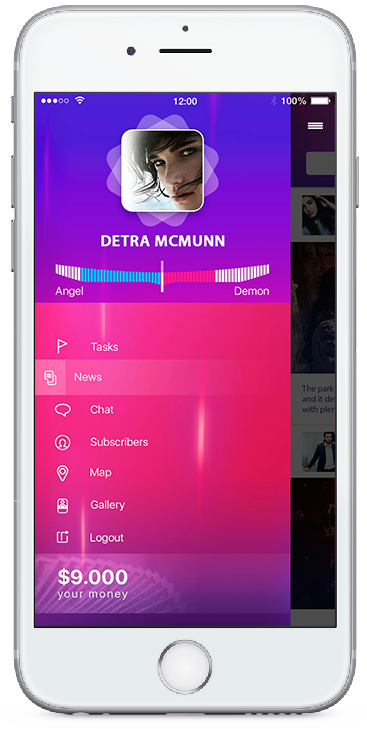 12:00
100%
DETRA MCMUNN
Angel
Demon
Tasks
News
Chat
Subscribers
Map
Gallery
Logout
$9.000
your money
The park
and it de
with plen